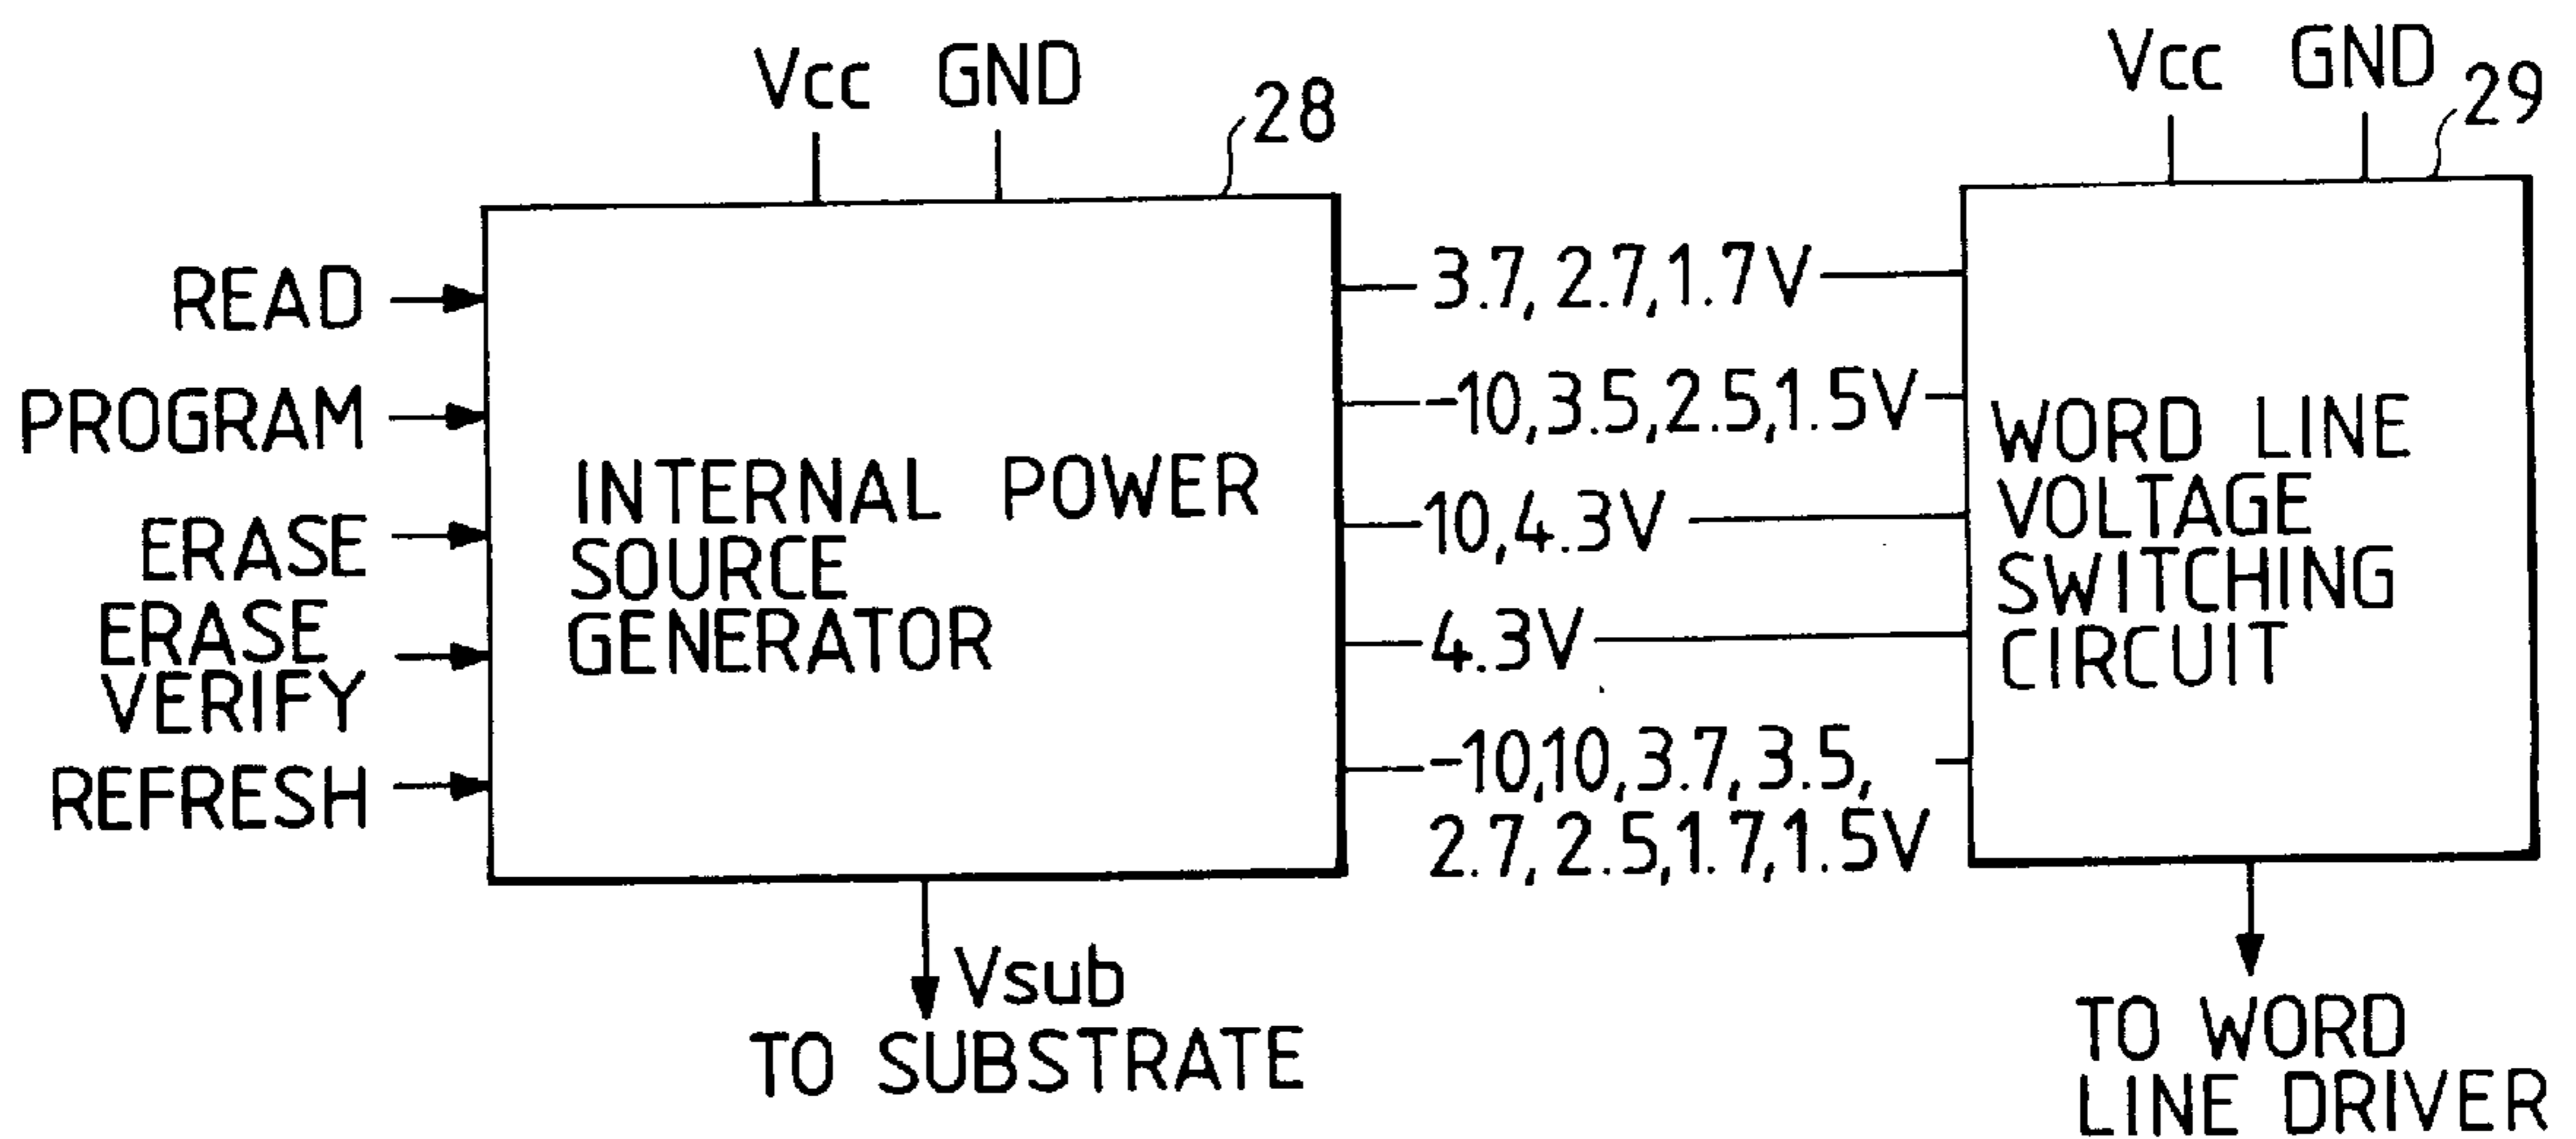 Vcc GND
28
Vcc GND
29
READ
PROGRAM
ERASE
ERASE
VERIFY
REFRESH
INTERNAL POWER
SOURCE
GENERATOR
3.7, 2.7, 1.7V
-10, 3.5, 2.5, 1.5V
10, 4.3V
4.3V
-10, 10, 3.7, 3.5,
2.7, 2.5, 1.7, 1.5V
WORD LINE
VOLTAGE
SWITCHING
CIRCUIT
Vsub
TO SUBSTRATE
TO WORD
LINE DRIVER